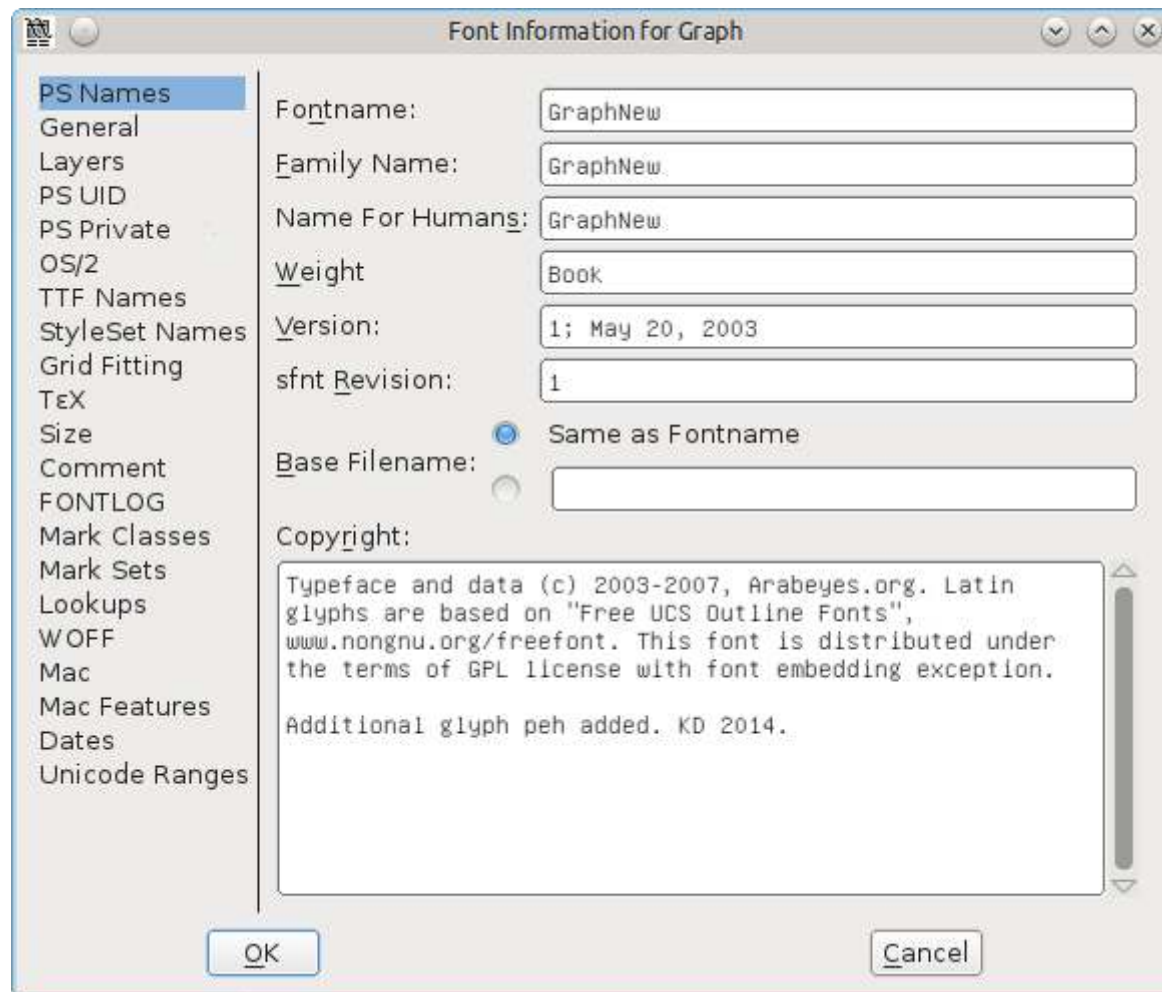 Font Information for Graph
PS Names
General
Layers
PS UID
PS Private
OS/2
TTF Names
StyleSet Names
Grid Fitting
TεX
Size
Comment
FONTLOG
Mark Classes
Mark Sets
Lookups
WOFF
Mac
Mac Features
Dates
Unicode Ranges
Fontname: GraphNew
Family Name: GraphNew
Name For Humans: GraphNew
Weight Book
Version: 1; May 20, 2003
sfnt Revision: 1
Base Filename: Same as Fontname
Copyright:
Typeface and data (c) 2003-2007, Arabeyes.org. Latin
glyphs are based on "Free UCS Outline Fonts",
www.nongnu.org/freefont. This font is distributed under
the terms of GPL license with font embedding exception.
Additional glyph peh added. KD 2014.
OK Cancel